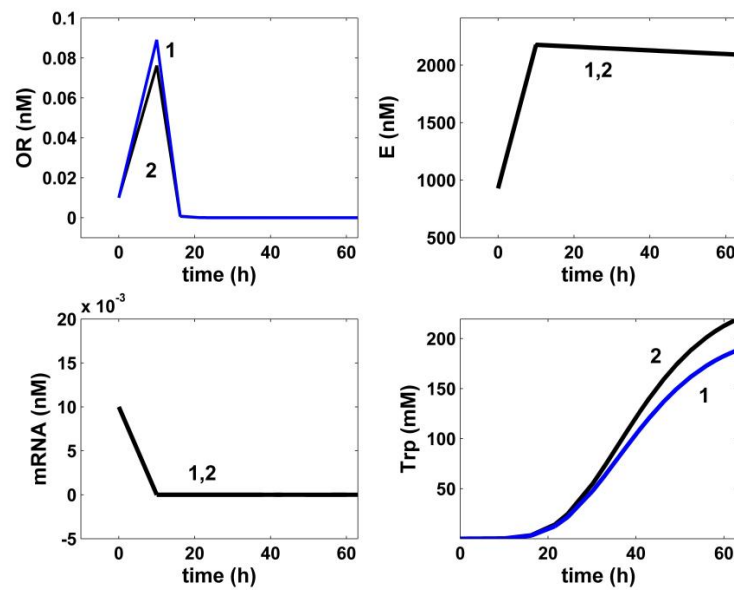 0.1
0.08
0.06
0.04
0.02
0
OR (nM)
1
2
0 20 40 60
time (h)
2000
1500
1000
500
E (nM)
1,2
0 20 40 60
time (h)
x 10⁻³
20
15
10
5
0
-5
mRNA (nM)
1,2
0 20 40 60
time (h)
200
150
100
50
Trp (mM)
2
1
0 20 40 60
time (h)